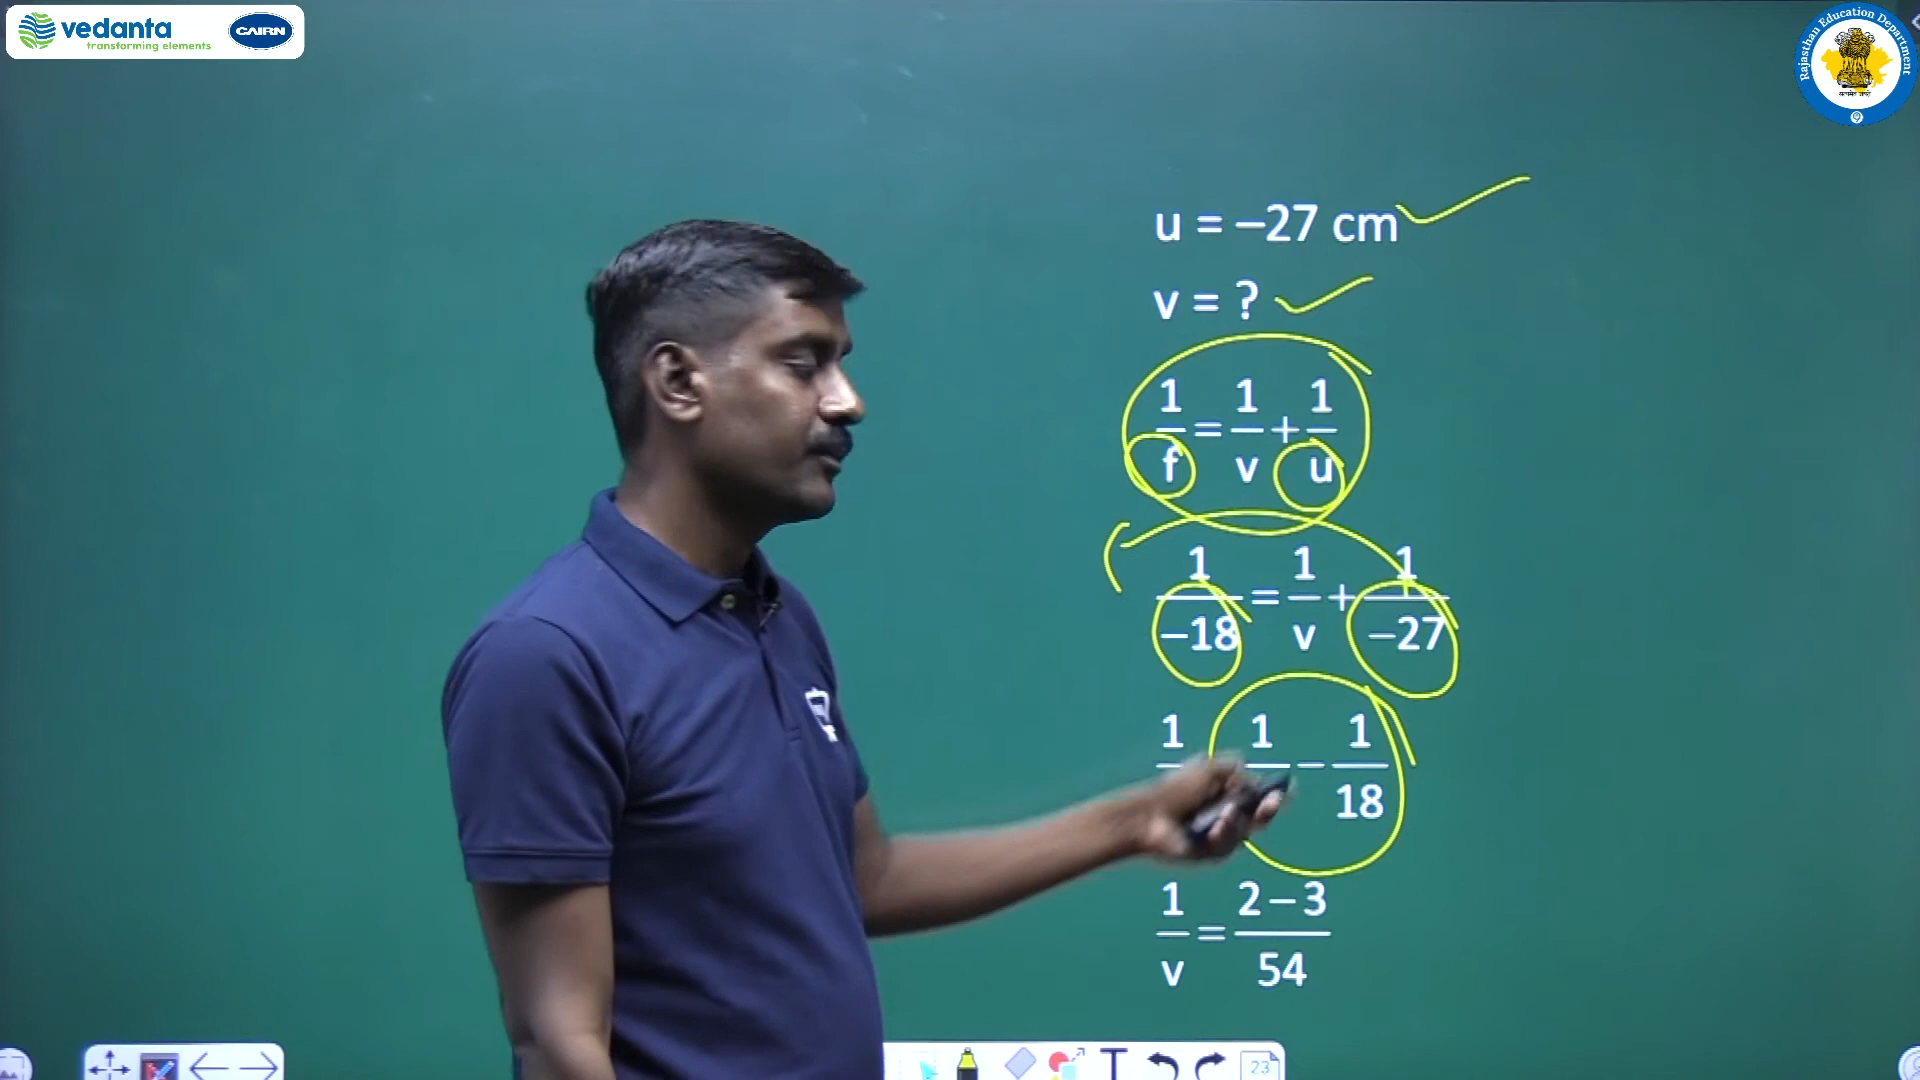 vedanta
transforming elements
CAIRN
Rajasthan Education Department
u = –27 cm
v = ?
1/f = 1/v + 1/u
1/–18 = 1/v + 1/–27
1 1 – 1/18
1/v = 2 – 3/54
T
23